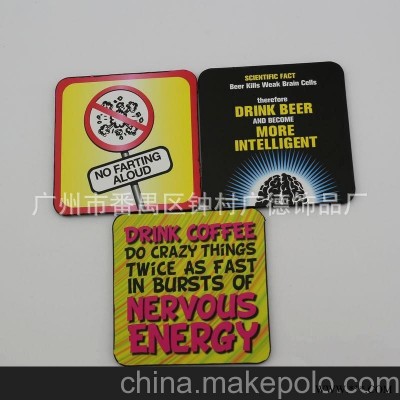 NO FARTING
ALOUD
SCIENTIFIC FACT
Beer Kills Weak Brain Cells
therefore
DRINK BEER
AND BECOME
MORE
INTELLIGENT
广州市番禺区钟村广德饰品厂
DRINK COFFEE
DO CRAZY THINGS
TWICE AS FAST
IN BURSTS OF
NERVOUS
ENERGY
china.makepolo.com